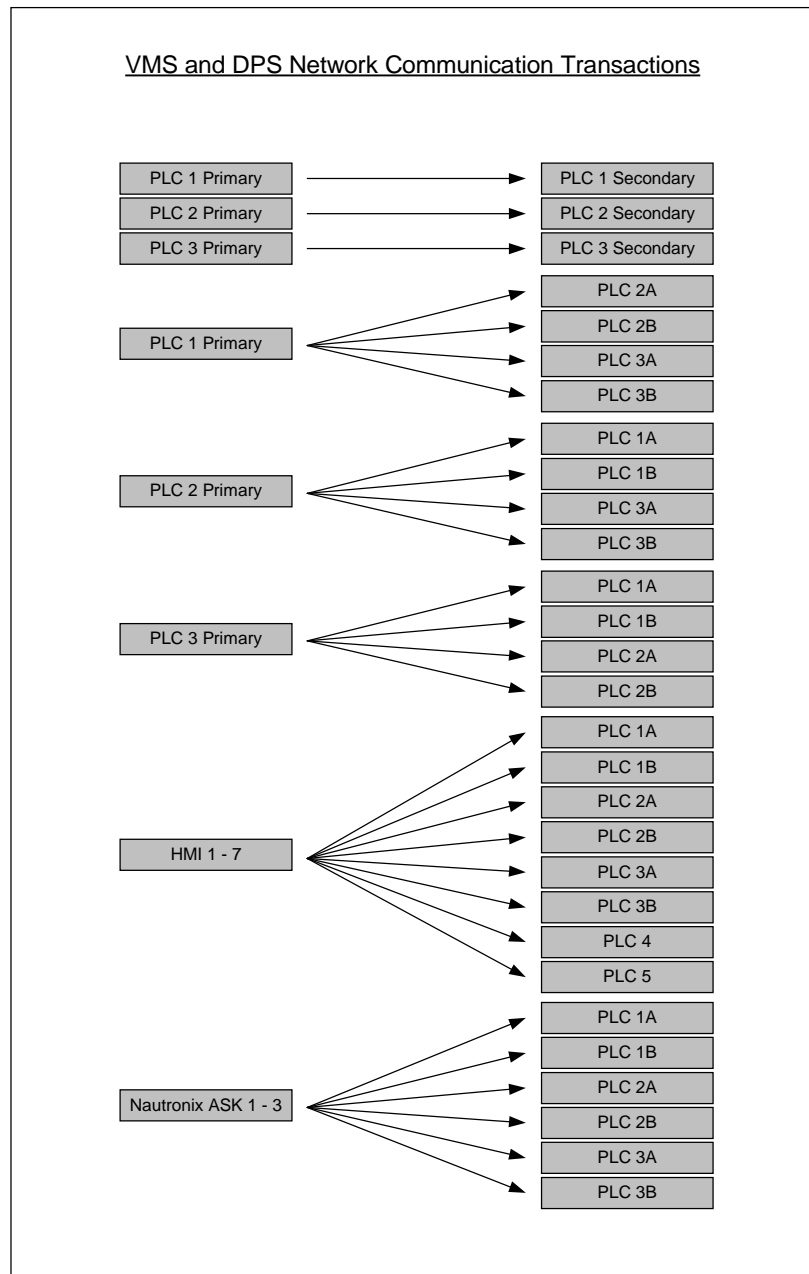 VMS and DPS Network Communication Transactions
PLC 1 Primary
PLC 1 Secondary
PLC 2 Primary
PLC 2 Secondary
PLC 3 Primary
PLC 3 Secondary
PLC 1 Primary
PLC 2A
PLC 2B
PLC 3A
PLC 3B
PLC 2 Primary
PLC 1A
PLC 1B
PLC 3A
PLC 3B
PLC 3 Primary
PLC 1A
PLC 1B
PLC 2A
PLC 2B
HMI 1 - 7
PLC 1A
PLC 1B
PLC 2A
PLC 2B
PLC 3A
PLC 3B
PLC 4
PLC 5
Nautronix ASK 1 - 3
PLC 1A
PLC 1B
PLC 2A
PLC 2B
PLC 3A
PLC 3B